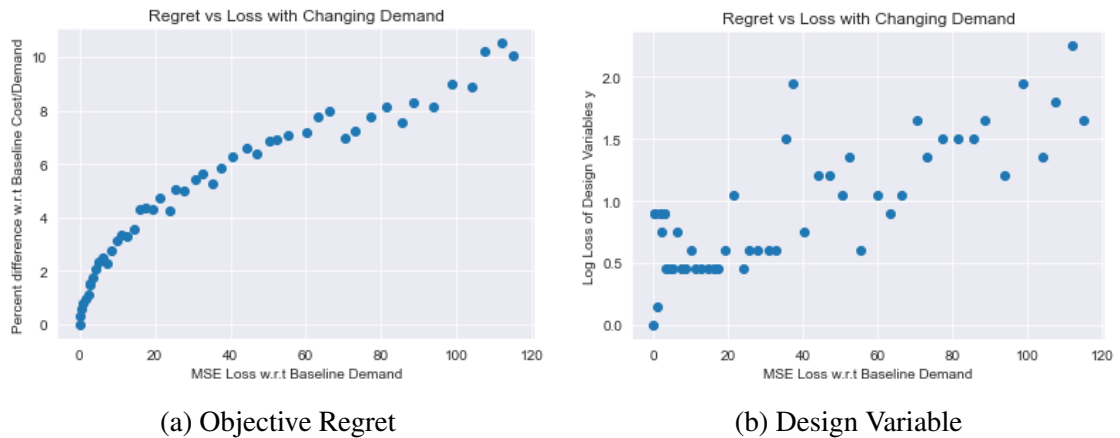 Regret vs Loss with Changing Demand
Percent difference w.r.t Baseline Cost/Demand
10
8
6
4
2
0
0 20 40 60 80 100 120
MSE Loss w.r.t Baseline Demand
(a) Objective Regret
Regret vs Loss with Changing Demand
Log Loss of Design Variables y
2.0
1.5
1.0
0.5
0.0
0 20 40 60 80 100 120
MSE Loss w.r.t Baseline Demand
(b) Design Variable